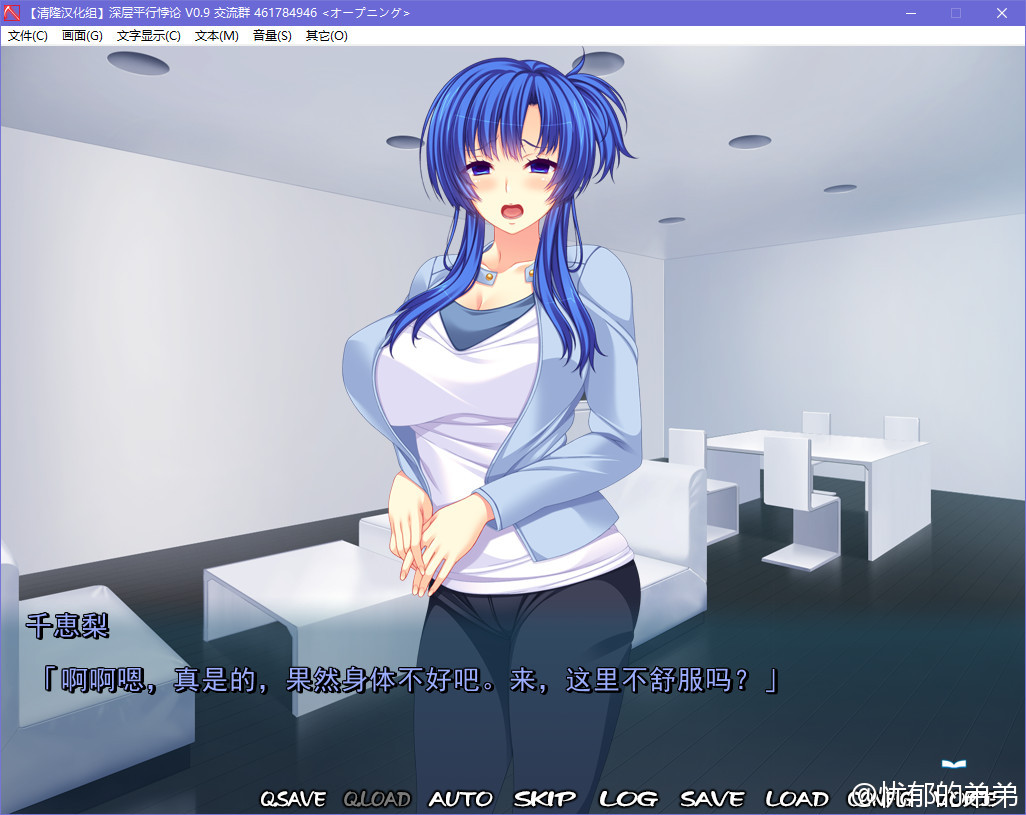 【清隆汉化组】深层平行悖论 V0.9 交流群 461784946 <オープニング>
文件(C) 画面(G) 文字显示(C) 文本(M) 音量(S) 其它(O)
千恵梨
「啊啊嗯，真是的，果然身体不好吧。来，这里不舒服吗？」
QSAVE QLOAD AUTO SKIP LOG SAVE LOAD
@忧郁的弟弟